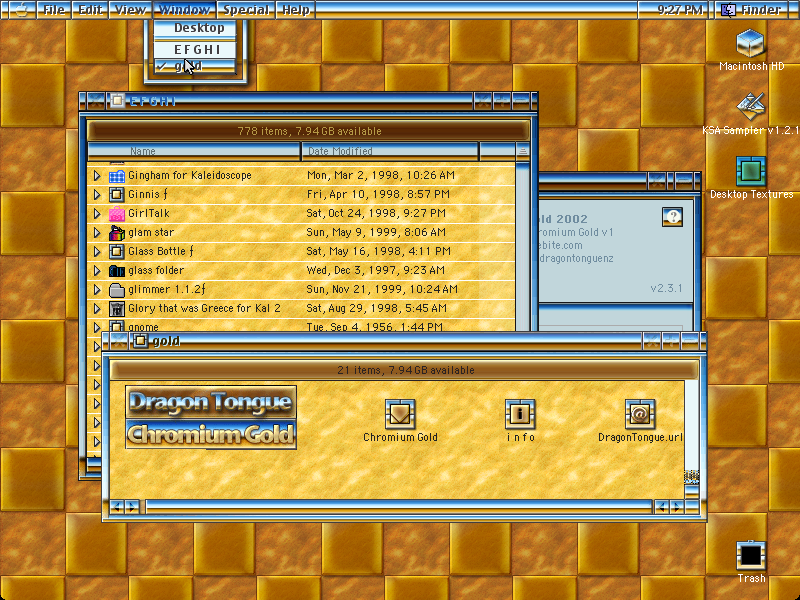 File Edit View Window Special Help
9:27 PM Finder
Desktop
E F G H I
✓ gold
Macintosh HD
KSA Sampler v 1.2.1
Desktop Textures
Trash
E F G H I
778 items, 7.94 GB available
Name Date Modified
Gingham for Kaleidoscope Mon, Mar 2, 1998, 10:26 AM
Ginnis ƒ Fri, Apr 10, 1998, 8:57 PM
GirlTalk Sat, Oct 24, 1998, 9:27 PM
glam star Sun, May 9, 1999, 8:06 AM
Glass Bottle ƒ Sat, May 16, 1998, 4:11 PM
glass folder Wed, Dec 3, 1997, 9:23 AM
glimmer 1.1.2ƒ Sun, Nov 21, 1999, 10:24 AM
Glory that was Greece for Kal 2 Sat, Aug 29, 1998, 5:45 AM
gnome Tue, Sep 4, 1956, 1:44 PM
ld 2002
romium Gold v1
ebite.com
dragontonguenz
v2.3.1
gold
21 items, 7.94 GB available
Dragon Tongue
Chromium Gold
Chromium Gold
i n f o
DragonTongue.url